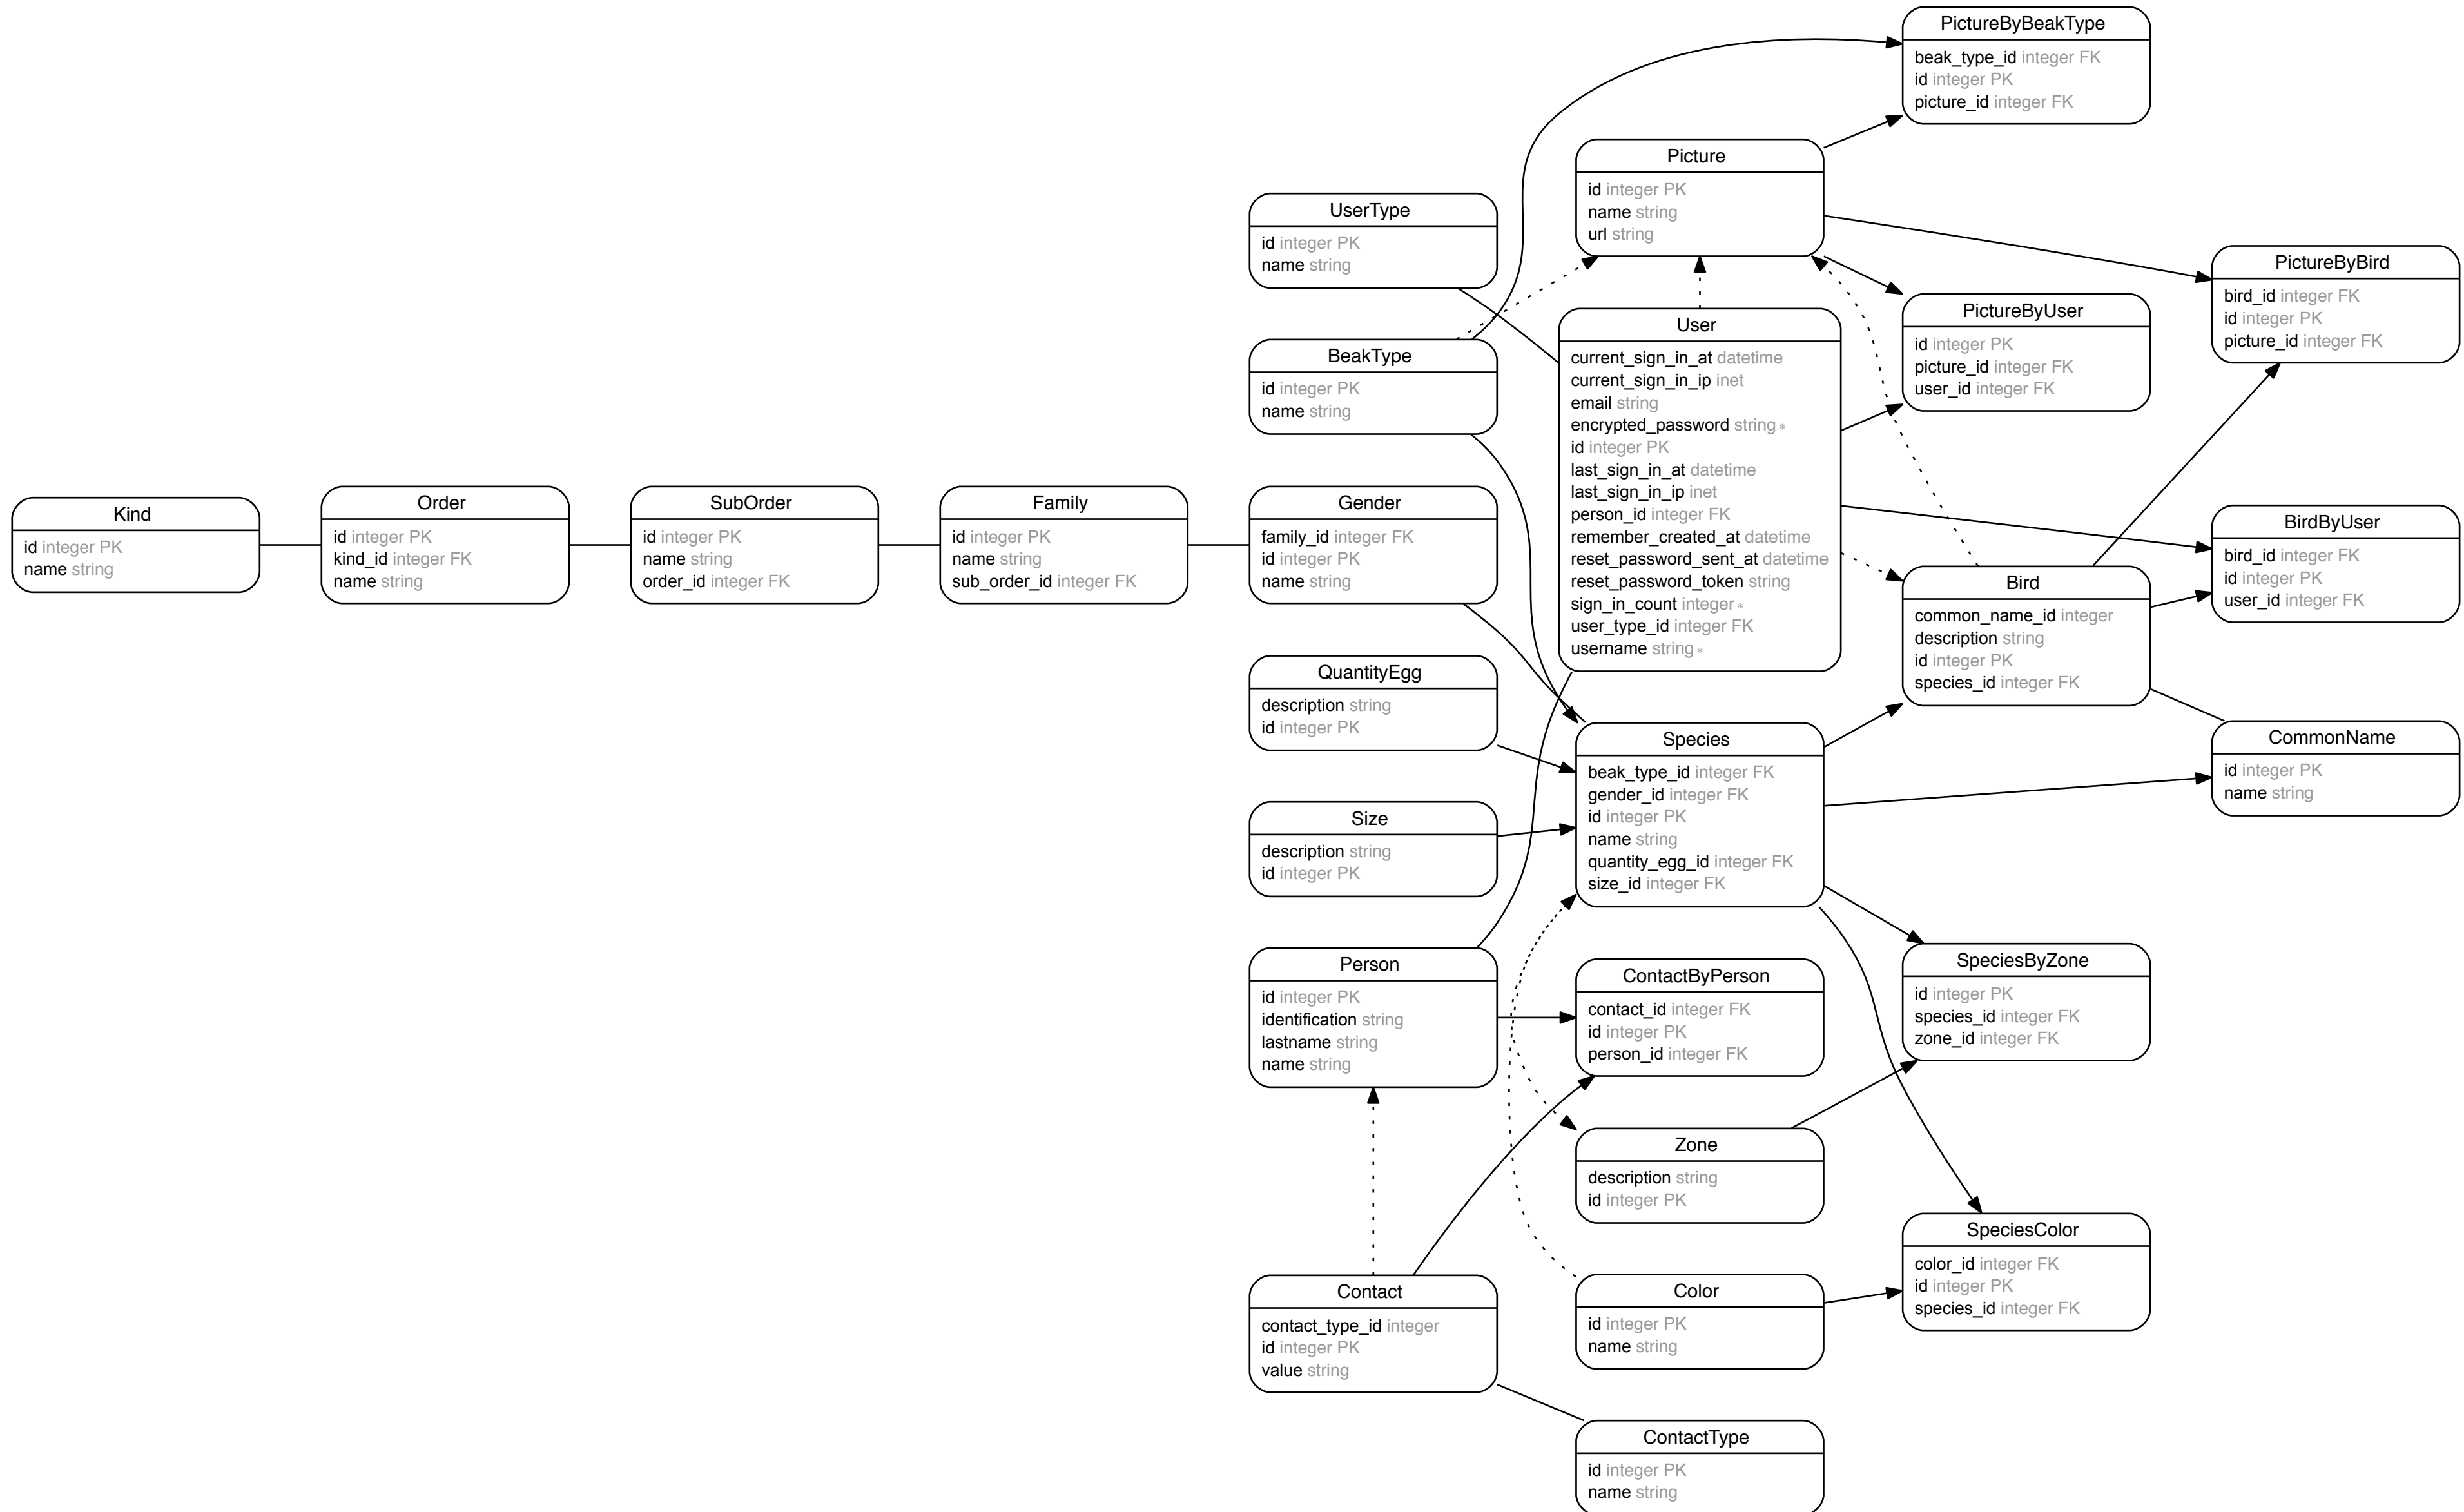 PictureByBeakType
beak_type_id integer FK
id integer PK
picture_id integer FK
Picture
id integer PK
name string
url string
UserType
id integer PK
name string
PictureByBird
bird_id integer FK
id integer PK
picture_id integer FK
PictureByUser
id integer PK
picture_id integer FK
user_id integer FK
User
current_sign_in_at datetime
current_sign_in_ip inet
email string
encrypted_password string *
id integer PK
last_sign_in_at datetime
last_sign_in_ip inet
person_id integer FK
remember_created_at datetime
reset_password_sent_at datetime
reset_password_token string
sign_in_count integer *
user_type_id integer FK
username string *
BeakType
id integer PK
name string
Kind
id integer PK
name string
Order
id integer PK
kind_id integer FK
name string
SubOrder
id integer PK
name string
order_id integer FK
Family
id integer PK
name string
sub_order_id integer FK
Gender
family_id integer FK
id integer PK
name string
BirdByUser
bird_id integer FK
id integer PK
user_id integer FK
Bird
common_name_id integer
description string
id integer PK
species_id integer FK
QuantityEgg
description string
id integer PK
Species
beak_type_id integer FK
gender_id integer FK
id integer PK
name string
quantity_egg_id integer FK
size_id integer FK
CommonName
id integer PK
name string
Size
description string
id integer PK
Person
id integer PK
identification string
lastname string
name string
ContactByPerson
contact_id integer FK
id integer PK
person_id integer FK
SpeciesByZone
id integer PK
species_id integer FK
zone_id integer FK
Zone
description string
id integer PK
SpeciesColor
color_id integer FK
id integer PK
species_id integer FK
Contact
contact_type_id integer
id integer PK
value string
Color
id integer PK
name string
ContactType
id integer PK
name string